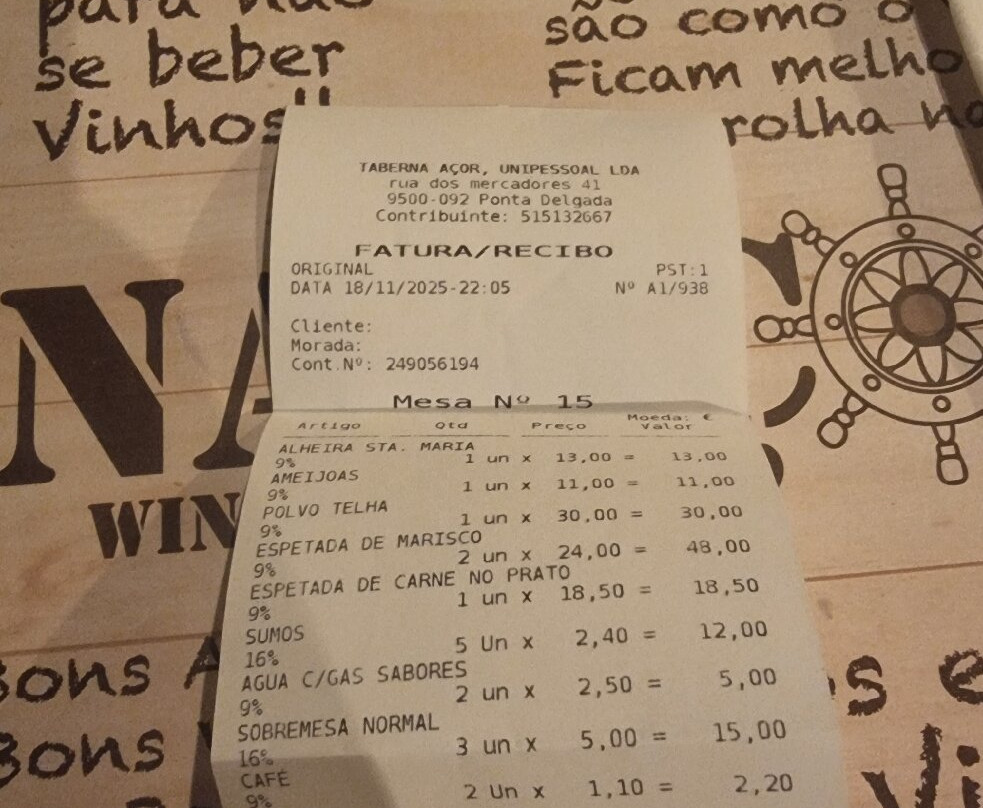 para não
se beber
Vinhos!!
são como o
Ficam melho
rolha na
TABERNA AÇOR, UNIPESSOAL LDA
rua dos mercadores 41
9500-092 Ponta Delgada
Contribuinte: 515132667
FATURA/RECIBO
ORIGINAL PST:1
DATA 18/11/2025-22:05 Nº A1/938
Cliente:
Morada:
Cont.Nº: 249056194
Mesa Nº 15
Moeda: €
Artigo Qtd Preço Valor
ALHEIRA STA. MARIA
9% 1 un x 13,00 = 13,00
AMEIJOAS
9% 1 un x 11,00 = 11,00
POLVO TELHA
9% 1 un x 30,00 = 30,00
ESPETADA DE MARISCO
9% 2 un x 24,00 = 48,00
ESPETADA DE CARNE NO PRATO
9% 1 un x 18,50 = 18,50
SUMOS
16% 5 Un x 2,40 = 12,00
AGUA C/GAS SABORES
9% 2 un x 2,50 = 5,00
SOBREMESA NORMAL
16% 3 un x 5,00 = 15,00
CAFÉ
9% 2 Un x 1,10 = 2,20
NA
WIN
Bons A
Bons
s e
Vi